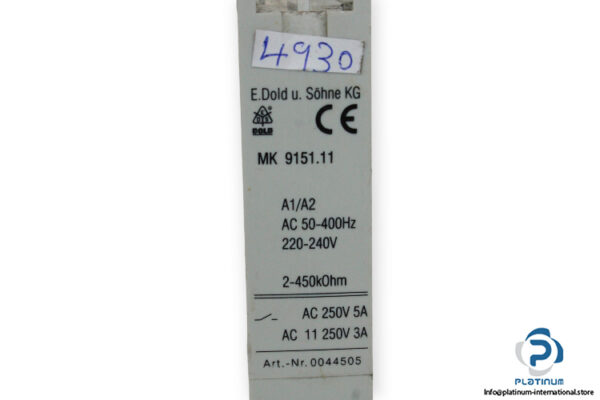 4930
E.Dold u. Söhne KG
DOLD
CE
MK 9151.11
A1/A2
AC 50-400Hz
220-240V
2-450kOhm
AC 250V 5A
AC 11 250V 3A
Art.-Nr. 0044505
PLATINUM
info@platinum-international.store